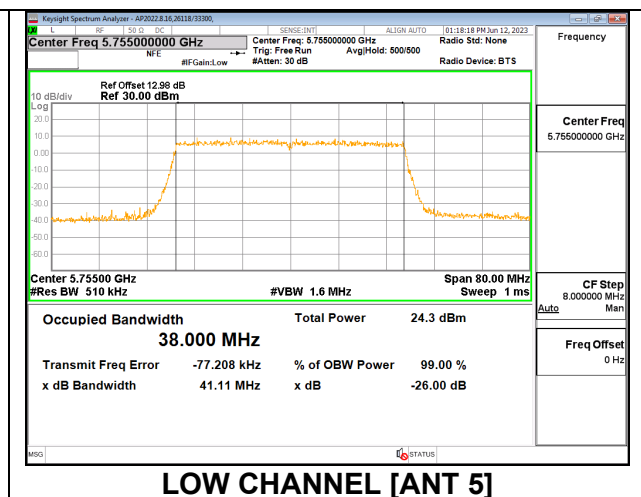 Keysight Spectrum Analyzer - AP2022.8.16,26118/33300,
L RF 50 Ω DC SENSE:INT ALIGN AUTO 01:18:18 PM Jun 12, 2023
Center Freq 5.755000000 GHz
NFE
#IFGain:Low
Center Freq: 5.755000000 GHz
Trig: Free Run Avg|Hold: 500/500
#Atten: 30 dB
Radio Std: None
Radio Device: BTS
Frequency
Ref Offset 12.98 dB
10 dB/div Ref 30.00 dBm
Log
20.0
10.0
0.00
-10.0
-20.0
-30.0
-40.0
-50.0
-60.0
Center 5.75500 GHz Span 80.00 MHz
#Res BW 510 kHz #VBW 1.6 MHz Sweep 1 ms
Occupied Bandwidth Total Power 24.3 dBm
38.000 MHz
Transmit Freq Error -77.208 kHz % of OBW Power 99.00 %
x dB Bandwidth 41.11 MHz x dB -26.00 dB
Center Freq
5.755000000 GHz
CF Step
8.000000 MHz
Auto Man
Freq Offset
0 Hz
MSG STATUS
LOW CHANNEL [ANT 5]